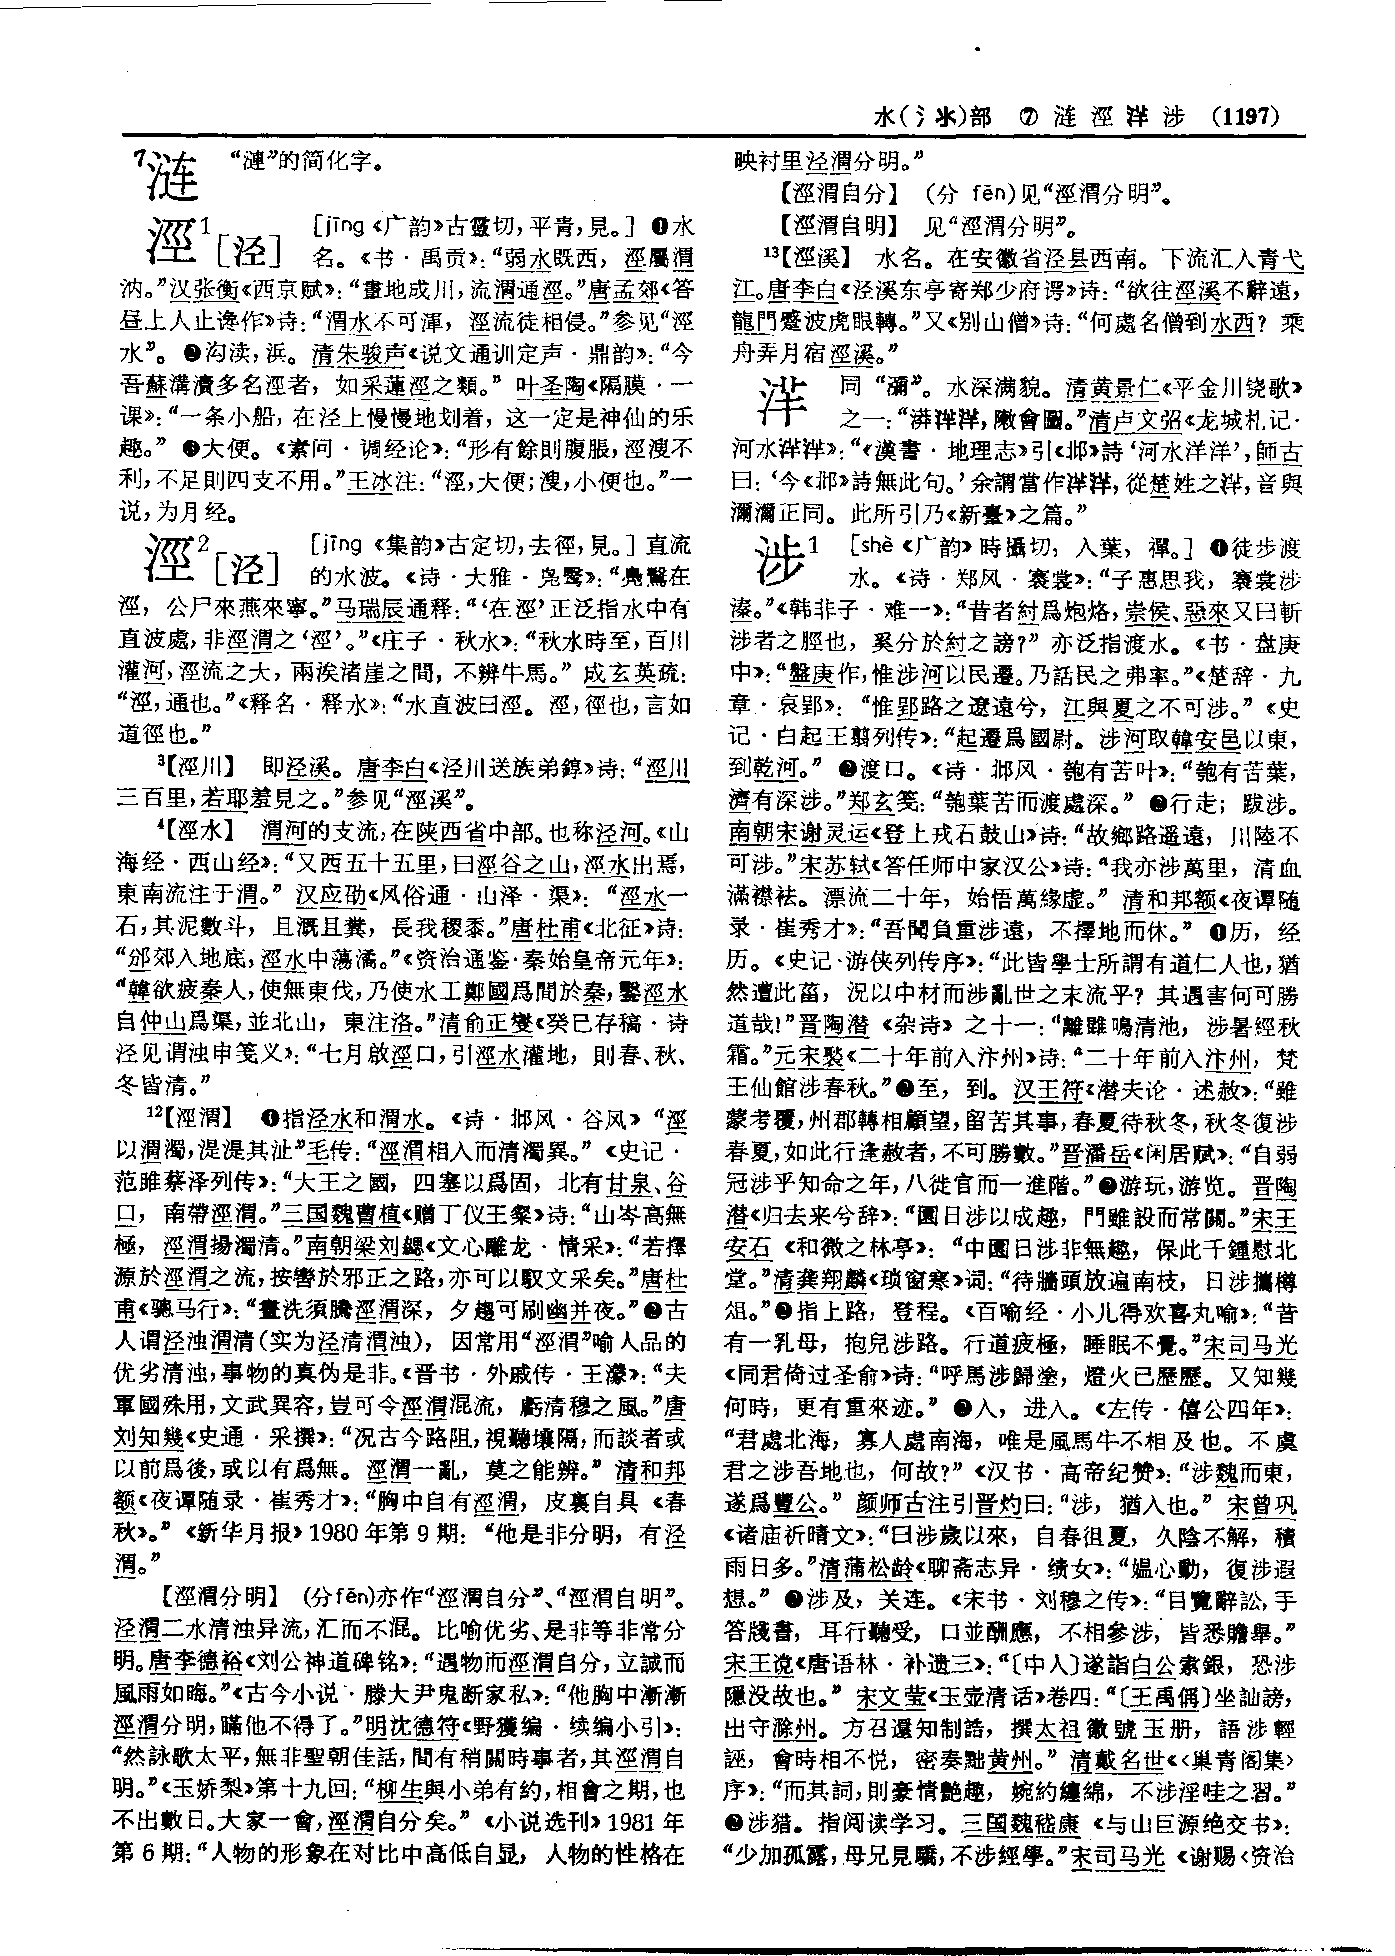 水(氵氺)部　⑦ 涟 涇 洋 涉　(1197)
7涟　“漣”的简化字。
涇1[泾]　[jīng《广韵》古靈切,平青,見。] ❶水
名。《书·禹贡》:“弱水既西,涇屬渭
汭。”汉张衡《西京赋》:“畫地成川,流渭通涇。”唐孟郊《答
昼上人止谗作》诗:“渭水不可渾,涇流徒相侵。”参见“涇
水”。❷沟渎,浜。清朱骏声《说文通训定声·鼎韵》:“今
吾蘇溝瀆多名涇者,如采蓮涇之類。”叶圣陶《隔膜·一
课》:“一条小船,在泾上慢慢地划着,这一定是神仙的乐
趣。”❸大便。《素问·调经论》:“形有餘則腹脹,涇溲不
利,不足則四支不用。”王冰注:“涇,大便;溲,小便也。”一
说,为月经。
涇2[泾]　[jīng《集韵》古定切,去徑,見。] 直流
的水波。《诗·大雅·凫鹥》:“鳧鷖在
涇,公尸來燕來寧。”马瑞辰通释:“‘在涇’正泛指水中有
直波處,非涇渭之‘涇’。”《庄子·秋水》:“秋水時至,百川
灌河,涇流之大,兩涘渚崖之間,不辨牛馬。”成玄英疏:
“涇,通也。”《释名·释水》:“水直波曰涇。涇,徑也,言如
道徑也。”
3【涇川】　即泾溪。唐李白《泾川送族弟錞》诗:“涇川
三百里,若耶羞見之。”参见“涇溪”。
4【涇水】　渭河的支流,在陕西省中部。也称泾河。《山
海经·西山经》:“又西五十五里,曰涇谷之山,涇水出焉,
東南流注于渭。”汉应劭《风俗通·山泽·渠》:“涇水一
石,其泥數斗,且溉且糞,長我稷黍。”唐杜甫《北征》诗:
“邠郊入地底,涇水中蕩潏。”《资治通鉴·秦始皇帝元年》:
“韓欲疲秦人,使無東伐,乃使水工鄭國爲間於秦,鑿涇水
自仲山爲渠,並北山,東注洛。”清俞正燮《癸巳存稿·诗
泾见谓浊申笺义》:“七月啟涇口,引涇水灌地,則春、秋、
冬皆清。”
12【涇渭】　❶指泾水和渭水。《诗·邶风·谷风》“涇
以渭濁,湜湜其沚”毛传:“涇渭相入而清濁異。”《史记·
范雎蔡泽列传》:“大王之國,四塞以爲固,北有甘泉、谷
口,南帶涇渭。”三国魏曹植《赠丁仪王粲》诗:“山岑高無
極,涇渭揚濁清。”南朝梁刘勰《文心雕龙·情采》:“若擇
源於涇渭之流,按轡於邪正之路,亦可以馭文采矣。”唐杜
甫《骢马行》:“晝洗須騰涇渭深,夕趨可刷幽并夜。”❷古
人谓泾浊渭清(实为泾清渭浊),因常用“涇渭”喻人品的
优劣清浊,事物的真伪是非。《晋书·外戚传·王濛》:“夫
軍國殊用,文武異容,豈可令涇渭混流,虧清穆之風。”唐
刘知幾《史通·采撰》:“况古今路阻,視聽壤隔,而談者或
以前爲後,或以有爲無。涇渭一亂,莫之能辨。”清和邦
额《夜谭随录·崔秀才》:“胸中自有涇渭,皮裏自具《春
秋》。”《新华月报》1980年第9期:“他是非分明,有泾
渭。”
【涇渭分明】　(分fēn)亦作“涇渭自分”、“涇渭自明”。
泾渭二水清浊异流,汇而不混。比喻优劣、是非等非常分
明。唐李德裕《刘公神道碑铭》:“遇物而涇渭自分,立誠而
風雨如晦。”《古今小说·滕大尹鬼断家私》:“他胸中漸漸
涇渭分明,瞞他不得了。”明沈德符《野獲编·续编小引》:
“然詠歌太平,無非聖朝佳話,間有稍關時事者,其涇渭自
明。”《玉娇梨》第十九回:“柳生與小弟有約,相會之期,也
不出數日。大家一會,涇渭自分矣。”《小说选刊》1981年
第6期:“人物的形象在对比中高低自显,人物的性格在
映衬里泾渭分明。”
【涇渭自分】　(分 fēn)见“涇渭分明”。
【涇渭自明】　见“涇渭分明”。
13【涇溪】　水名。在安徽省泾县西南。下流汇入青弋
江。唐李白《泾溪东亭寄郑少府谔》诗:“欲往涇溪不辭遠,
龍門蹙波虎眼轉。”又《别山僧》诗:“何處名僧到水西?乘
舟弄月宿涇溪。”
洋　同“瀰”。水深满貌。清黄景仁《平金川铙歌》
之一:“漭洋洋,噉會圖。”清卢文弨《龙城札记·
河水洋洋》:“《漢書·地理志》引《邶》詩‘河水洋洋’,師古
曰:‘今《邶》詩無此句。’余謂當作洋洋,從楚姓之洋,音與
瀰瀰正同。此所引乃《新臺》之篇。”
涉1　[shè《广韵》時攝切,入葉,禪。] ❶徒步渡
水。《诗·郑风·褰裳》:“子惠思我,褰裳涉
溱。”《韩非子·难一》:“昔者紂爲炮烙,崇侯、惡來又曰斬
涉者之脛也,奚分於紂之謗?”亦泛指渡水。《书·盘庚
中》:“盤庚作,惟涉河以民遷。乃話民之弗率。”《楚辞·九
章·哀郢》:“惟郢路之遼遠兮,江與夏之不可涉。”《史
记·白起王翦列传》:“起遷爲國尉。涉河取韓安邑以東,
到乾河。”❷渡口。《诗·邶风·匏有苦叶》:“匏有苦葉,
濟有深涉。”郑玄笺:“匏葉苦而渡處深。”❸行走;跋涉。
南朝宋谢灵运《登上戍石鼓山》诗:“故鄉路遥遠,川陸不
可涉。”宋苏轼《答任师中家汉公》诗:“我亦涉萬里,清血
滿襟袪。漂流二十年,始悟萬緣虚。”清和邦额《夜谭随
录·崔秀才》:“吾聞負重涉遠,不擇地而休。”❹历,经
历。《史记·游侠列传序》:“此皆學士所謂有道仁人也,猶
然遭此菑,況以中材而涉亂世之末流乎?其遇害何可勝
道哉!”晋陶潜《杂诗》之十一:“離鵾鳴清池,涉暑經秋
霜。”元宋褧《二十年前入汴州》诗:“二十年前入汴州,梵
王仙館涉春秋。”❺至,到。汉王符《潜夫论·述赦》:“雖
蒙考覆,州郡轉相顧望,留苦其事,春夏待秋冬,秋冬復涉
春夏,如此行逢赦者,不可勝數。”晋潘岳《闲居赋》:“自弱
冠涉乎知命之年,八徙官而一進階。”❻游玩,游览。晋陶
潜《归去来兮辞》:“園日涉以成趣,門雖設而常關。”宋王
安石《和微之林亭》:“中園日涉非無趣,保此千鍾慰北
堂。”清龚翔麟《琐窗寒》词:“待牆頭放遍南枝,日涉攜樽
俎。”❼指上路,登程。《百喻经·小儿得欢喜丸喻》:“昔
有一乳母,抱兒涉路。行道疲極,睡眠不覺。”宋司马光
《同君倚过圣俞》诗:“呼馬涉歸塗,燈火已歷歷。又知幾
何時,更有重來迹。”❽入,进入。《左传·僖公四年》:
“君處北海,寡人處南海,唯是風馬牛不相及也。不虞
君之涉吾地也,何故?”《汉书·高帝纪赞》:“涉魏而東,
遂爲豐公。”颜师古注引晋灼曰:“涉,猶入也。”宋曾巩
《诸庙祈晴文》:“曰涉歲以來,自春徂夏,久陰不解,積
雨日多。”清蒲松龄《聊斋志异·绩女》:“媪心動,復涉遐
想。”❾涉及,关连。《宋书·刘穆之传》:“目覽辭訟,手
答牋書,耳行聽受,口並酬應,不相參涉,皆悉贍舉。”
宋王谠《唐语林·补遗三》:“〔中人〕遂詣白公索銀,恐涉
隱没故也。”宋文莹《玉壶清话》卷四:“〔王禹偁〕坐訕謗,
出守滁州。方召還知制誥,撰太祖徽號玉册,語涉輕
誣,會時相不悦,密奏黜黄州。”清戴名世《〈巢青阁集〉
序》:“而其詞,則豪情艷趣,婉約纏綿,不涉淫哇之習。”
❿涉猎。指阅读学习。三国魏嵇康《与山巨源绝交书》:
“少加孤露,母兄見驕,不涉經學。”宋司马光《谢赐〈资治